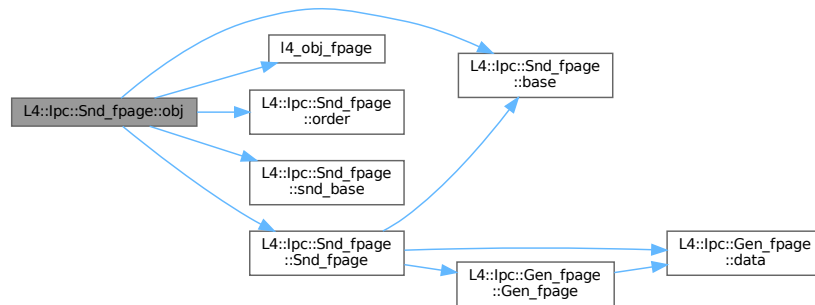 L4::Ipc::Snd_fpage::obj
l4_obj_fpage
L4::Ipc::Snd_fpage
::base
L4::Ipc::Snd_fpage
::order
L4::Ipc::Snd_fpage
::snd_base
L4::Ipc::Snd_fpage
::Snd_fpage
L4::Ipc::Gen_fpage
::Gen_fpage
L4::Ipc::Gen_fpage
::data